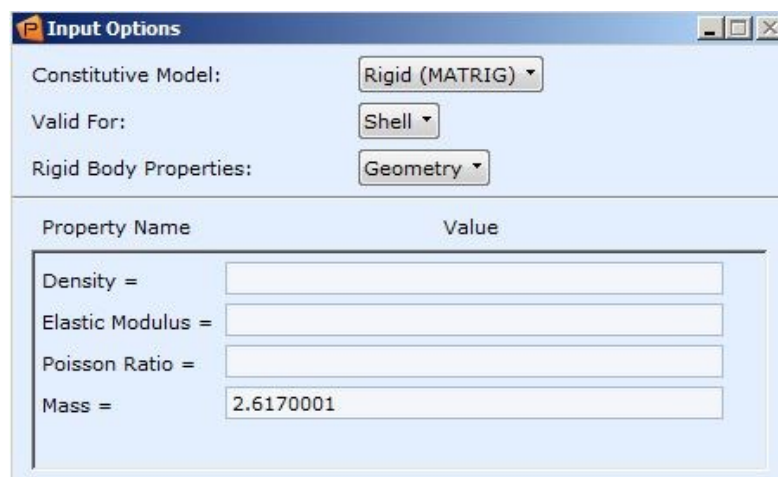 Input Options
Constitutive Model: Rigid (MATRIG)
Valid For: Shell
Rigid Body Properties: Geometry
Property Name Value
Density =
Elastic Modulus =
Poisson Ratio =
Mass = 2.6170001